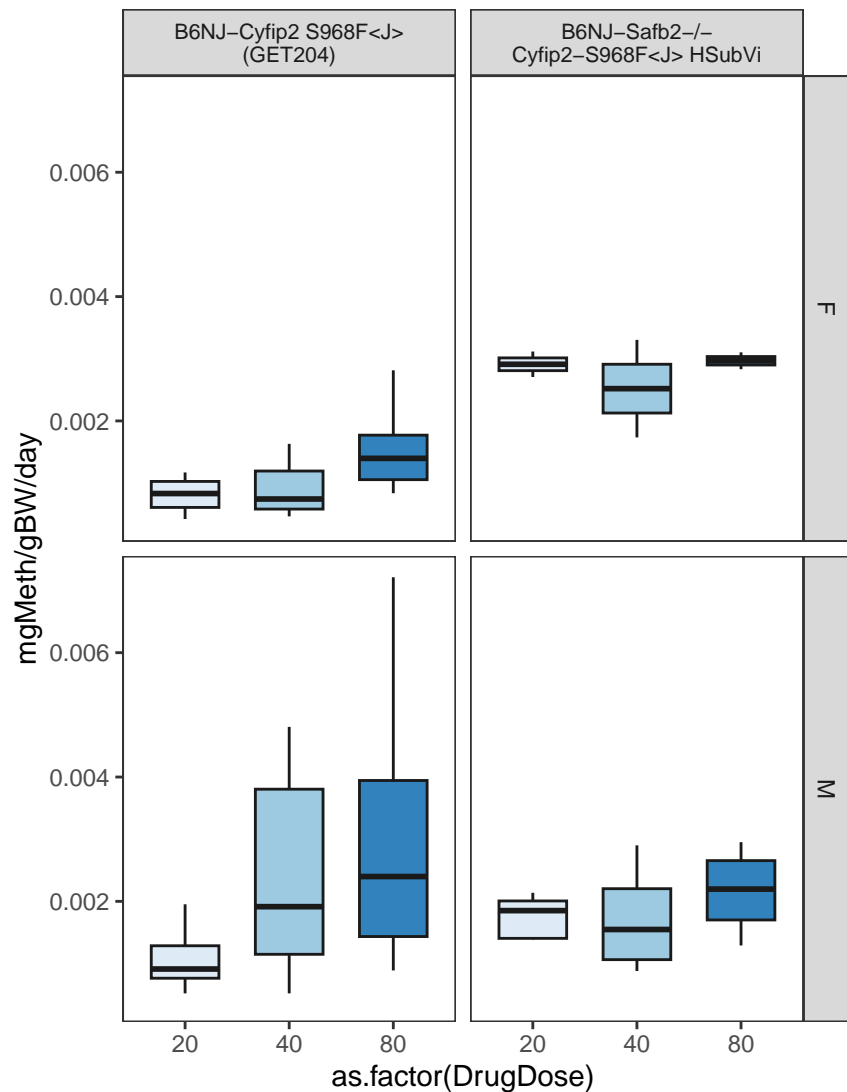 B6NJ−Cyfip2 S968F<J>
(GET204)
B6NJ−Safb2−/−
Cyfip2−S968F<J> HSubVi
F
M
mgMeth/gBW/day
0.006
0.004
0.002
0.006
0.004
0.002
20
40
80
20
40
80
as.factor(DrugDose)